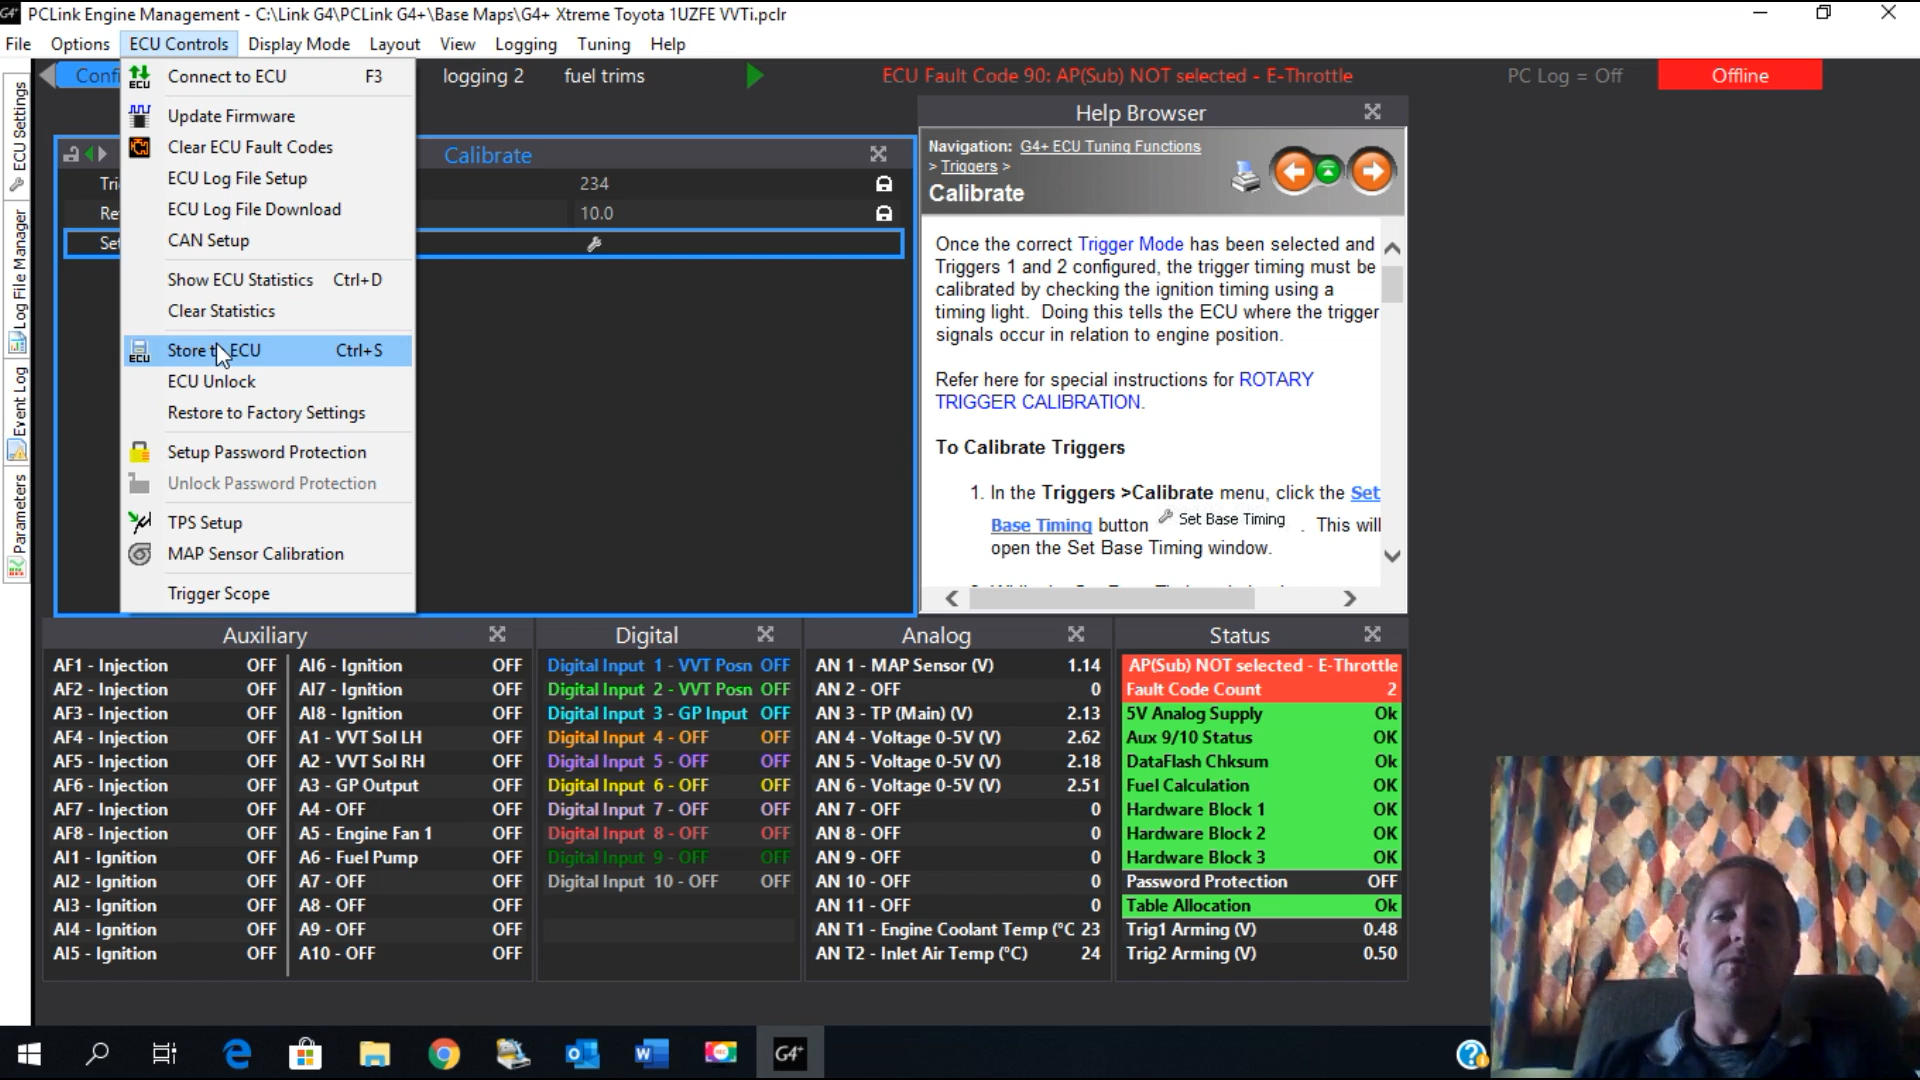 G4+ PCLink Engine Management - C:\Link G4\PCLink G4+\Base Maps\G4+ Xtreme Toyota 1UZFE VVTi.pclr
File Options ECU Controls Display Mode Layout View Logging Tuning Help
logging 2 fuel trims ECU Fault Code 90: AP(Sub) NOT selected - E-Throttle PC Log = Off Offline
ECU Settings
Log File Manager
Event Log
Parameters
Connect to ECU F3
Update Firmware
Clear ECU Fault Codes
ECU Log File Setup
ECU Log File Download
CAN Setup
Show ECU Statistics Ctrl+D
Clear Statistics
Store to ECU Ctrl+S
ECU Unlock
Restore to Factory Settings
Setup Password Protection
Unlock Password Protection
TPS Setup
MAP Sensor Calibration
Trigger Scope
Calibrate
234
10.0
Help Browser
Navigation: G4+ ECU Tuning Functions
> Triggers >
Calibrate
Once the correct Trigger Mode has been selected and
Triggers 1 and 2 configured, the trigger timing must be
calibrated by checking the ignition timing using a
timing light. Doing this tells the ECU where the trigger
signals occur in relation to engine position.
Refer here for special instructions for ROTARY
TRIGGER CALIBRATION.
To Calibrate Triggers
1. In the Triggers >Calibrate menu, click the Set
Base Timing button Set Base Timing . This will
open the Set Base Timing window.
Auxiliary
AF1 - Injection OFF AI6 - Ignition OFF
AF2 - Injection OFF AI7 - Ignition OFF
AF3 - Injection OFF AI8 - Ignition OFF
AF4 - Injection OFF A1 - VVT Sol LH OFF
AF5 - Injection OFF A2 - VVT Sol RH OFF
AF6 - Injection OFF A3 - GP Output OFF
AF7 - Injection OFF A4 - OFF OFF
AF8 - Injection OFF A5 - Engine Fan 1 OFF
AI1 - Ignition OFF A6 - Fuel Pump OFF
AI2 - Ignition OFF A7 - OFF OFF
AI3 - Ignition OFF A8 - OFF OFF
AI4 - Ignition OFF A9 - OFF OFF
AI5 - Ignition OFF A10 - OFF OFF
Digital
Digital Input 1 - VVT Posn OFF
Digital Input 2 - VVT Posn OFF
Digital Input 3 - GP Input OFF
Digital Input 4 - OFF OFF
Digital Input 5 - OFF OFF
Digital Input 6 - OFF OFF
Digital Input 7 - OFF OFF
Digital Input 8 - OFF OFF
Digital Input 9 - OFF OFF
Digital Input 10 - OFF OFF
Analog
AN 1 - MAP Sensor (V) 1.14
AN 2 - OFF 0
AN 3 - TP (Main) (V) 2.13
AN 4 - Voltage 0-5V (V) 2.62
AN 5 - Voltage 0-5V (V) 2.18
AN 6 - Voltage 0-5V (V) 2.51
AN 7 - OFF 0
AN 8 - OFF 0
AN 9 - OFF 0
AN 10 - OFF 0
AN 11 - OFF 0
AN T1 - Engine Coolant Temp (°C 23
AN T2 - Inlet Air Temp (°C) 24
Status
AP(Sub) NOT selected - E-Throttle
Fault Code Count 2
5V Analog Supply Ok
Aux 9/10 Status OK
DataFlash Chksum Ok
Fuel Calculation OK
Hardware Block 1 OK
Hardware Block 2 OK
Hardware Block 3 OK
Password Protection OFF
Table Allocation Ok
Trig1 Arming (V) 0.48
Trig2 Arming (V) 0.50
G4+